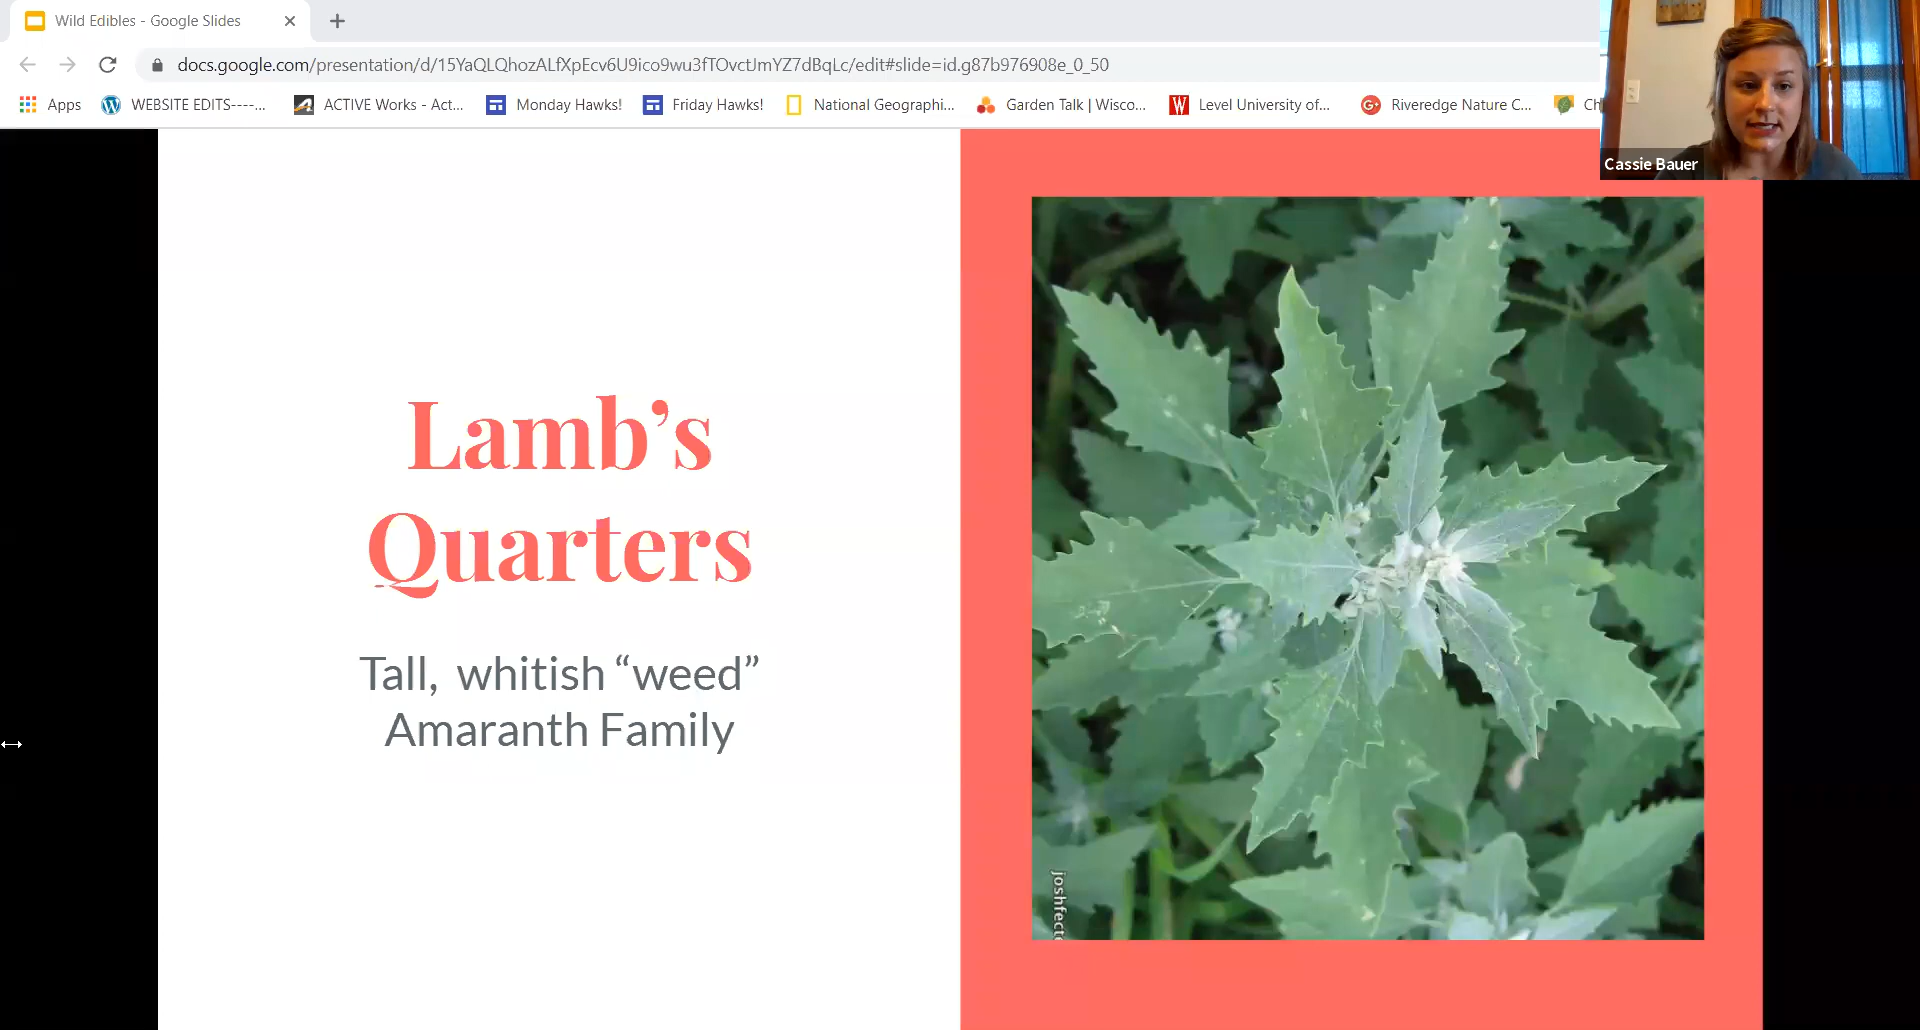 Wild Edibles - Google Slides
docs.google.com/presentation/d/15YaQLQhozALfXpEcv6U9ico9wu3fTOvctJmYZ7dBqLc/edit#slide=id.g87b976908e_0_50
Apps WEBSITE EDITS----... ACTIVE Works - Act... Monday Hawks! Friday Hawks! National Geographi... Garden Talk | Wisco... Level University of... Riveredge Nature C... Ch
Cassie Bauer
Lamb’s
Quarters
Tall, whitish “weed”
Amaranth Family
joshfect